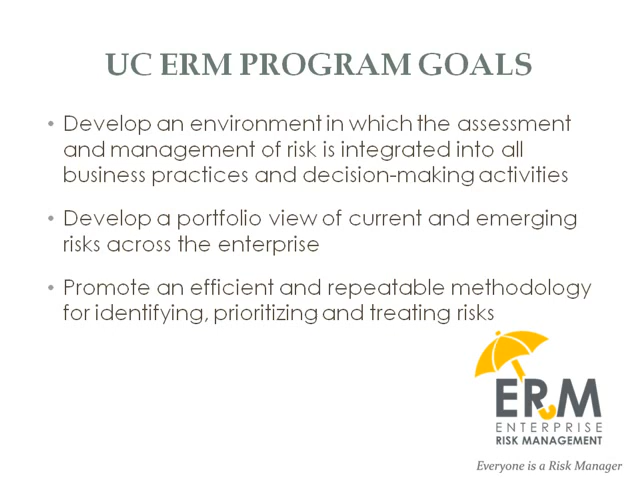 UC ERM PROGRAM GOALS
• Develop an environment in which the assessment
and management of risk is integrated into all
business practices and decision-making activities
• Develop a portfolio view of current and emerging
risks across the enterprise
• Promote an efficient and repeatable methodology
for identifying, prioritizing and treating risks
ERM
ENTERPRISE
RISK MANAGEMENT
Everyone is a Risk Manager